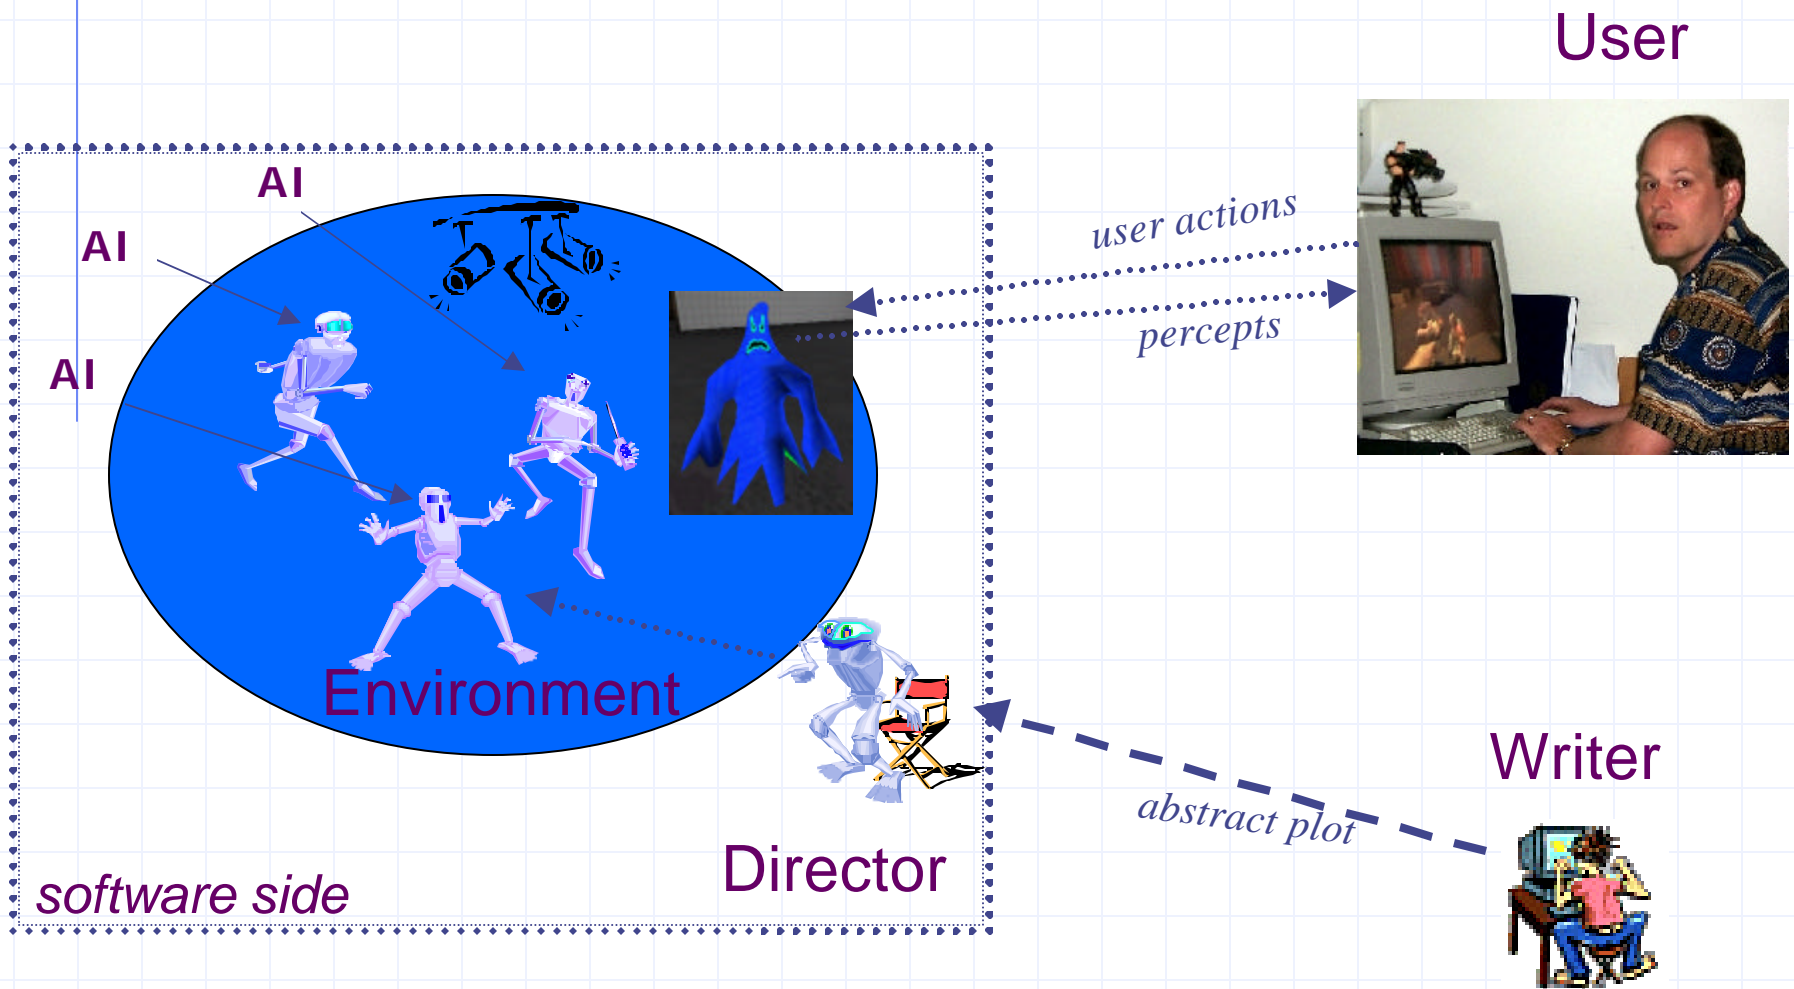 User
AI
user actions
AI
percepts
AI
Environment
Writer
abstract plot
Director
software side